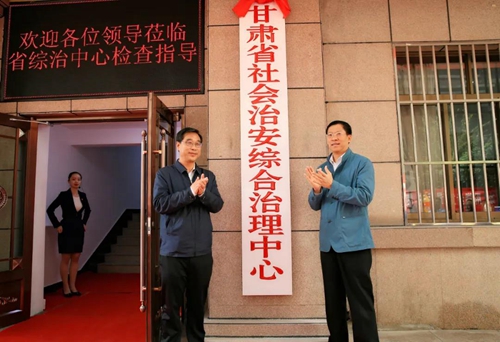 欢迎各位领导莅临
省综治中心检查指导
甘肃省社会治安综合治理中心